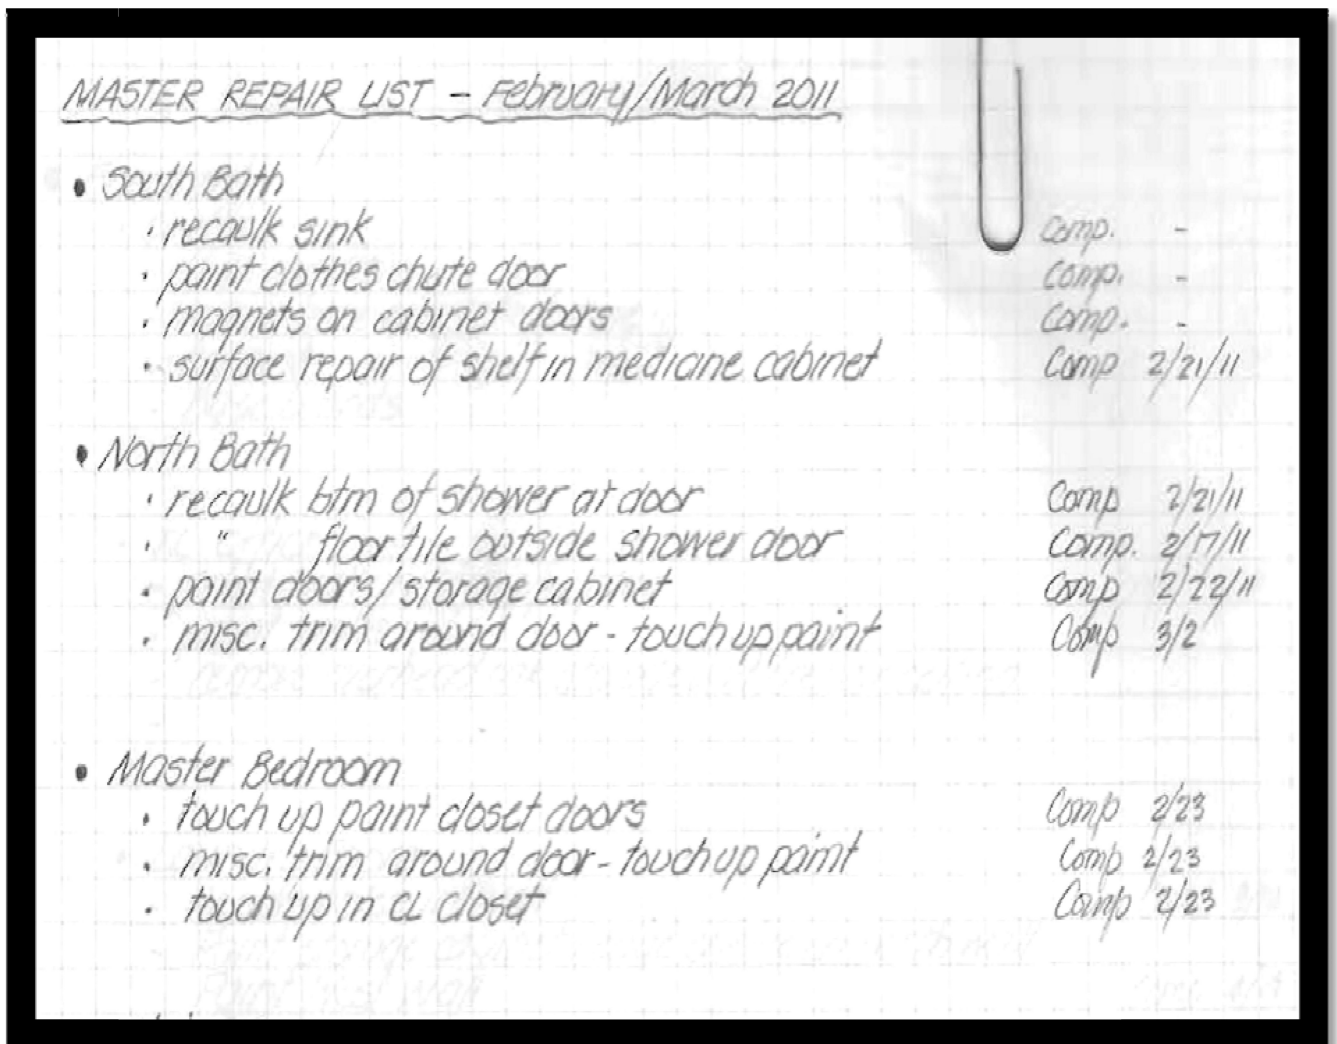 MASTER REPAIR LIST – February/March 2011
• South Bath
· recaulk sink Comp. -
· paint clothes chute door Comp. -
· magnets on cabinet doors Comp. -
· surface repair of shelf in medicine cabinet Comp 2/21/11
• North Bath
· recaulk btm of shower at door Comp 2/21/11
· " floor tile outside shower door Comp. 2/17/11
· paint doors/storage cabinet Comp 2/22/11
· misc. trim around door - touch up paint Comp 3/2
• Master Bedroom
· touch up paint closet doors Comp 2/23
· misc. trim around door - touch up paint Comp 2/23
· touch up in CL closet Comp 2/23